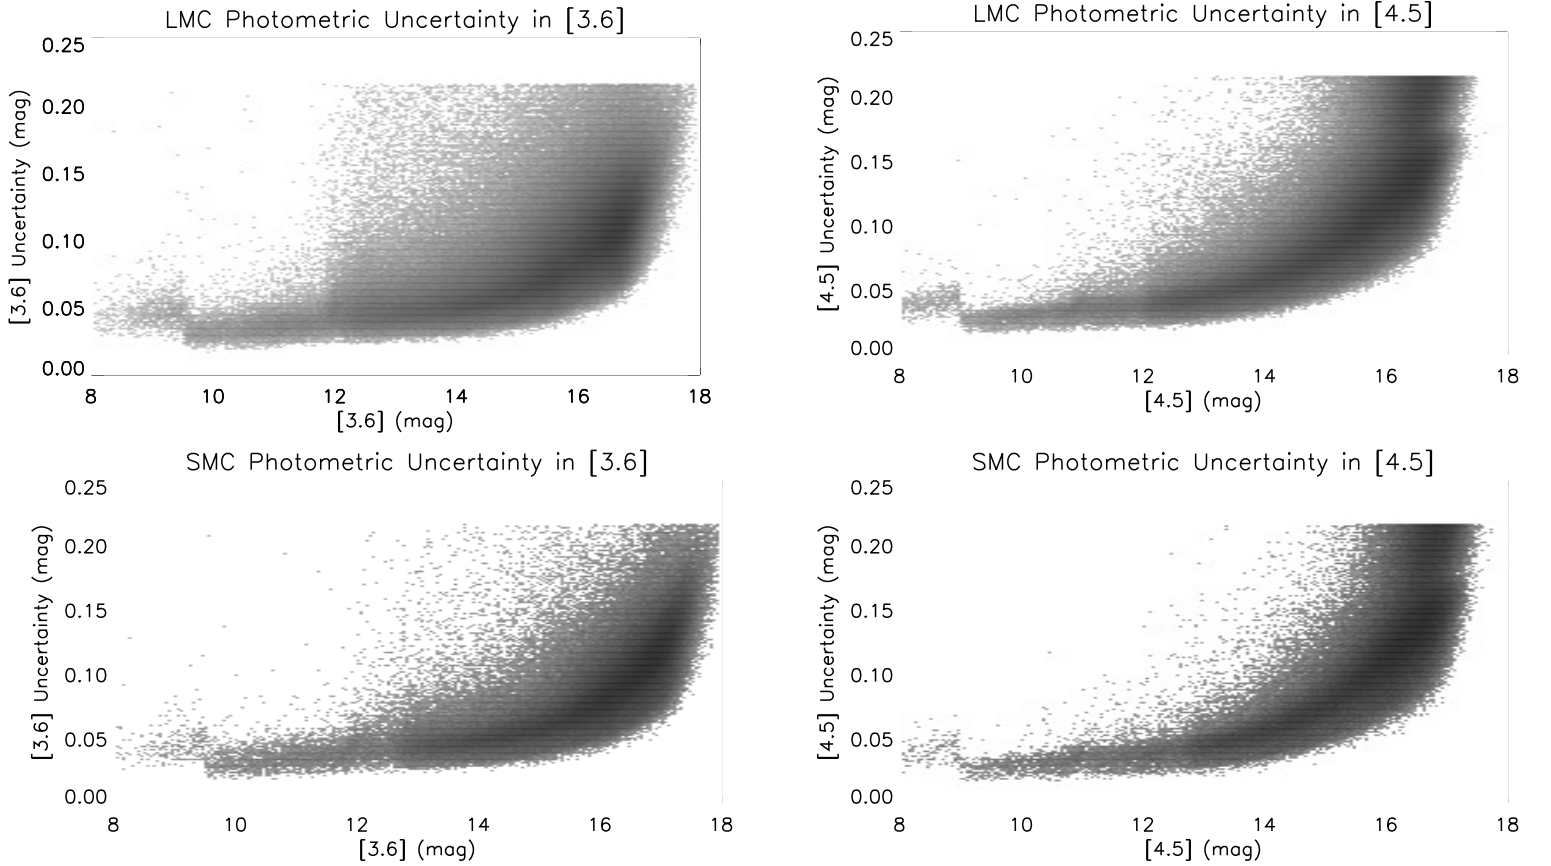 LMC Photometric Uncertainty in [3.6]
0.25
0.20
0.15
0.10
0.05
0.00
[3.6] Uncertainty (mag)
8 10 12 14 16 18
[3.6] (mag)
LMC Photometric Uncertainty in [4.5]
0.25
0.20
0.15
0.10
0.05
0.00
[4.5] Uncertainty (mag)
8 10 12 14 16 18
[4.5] (mag)
SMC Photometric Uncertainty in [3.6]
0.25
0.20
0.15
0.10
0.05
0.00
[3.6] Uncertainty (mag)
8 10 12 14 16 18
[3.6] (mag)
SMC Photometric Uncertainty in [4.5]
0.25
0.20
0.15
0.10
0.05
0.00
[4.5] Uncertainty (mag)
8 10 12 14 16 18
[4.5] (mag)